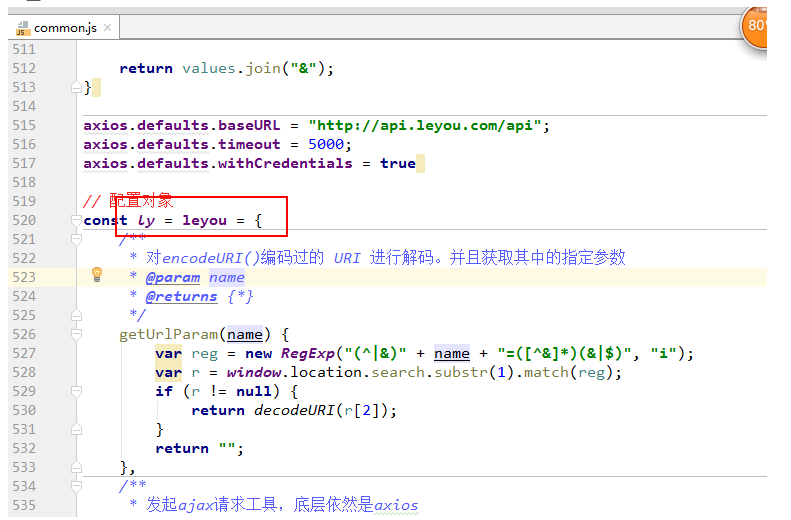 common.js
80%
511
512 return values.join("&");
513 }
514
515 axios.defaults.baseURL = "http://api.leyou.com/api";
516 axios.defaults.timeout = 5000;
517 axios.defaults.withCredentials = true
518
519 // 配置对象
520 const ly = leyou = {
521 /**
522 * 对encodeURI()编码过的 URI 进行解码。并且获取其中的指定参数
523 * @param name
524 * @returns {*}
525 */
526 getUrlParam(name) {
527 var reg = new RegExp("(^|&)" + name + "=([^&]*)(&|$)", "i");
528 var r = window.location.search.substr(1).match(reg);
529 if (r != null) {
530 return decodeURI(r[2]);
531 }
532 return "";
533 },
534 /**
535 * 发起ajax请求工具，底层依然是axios